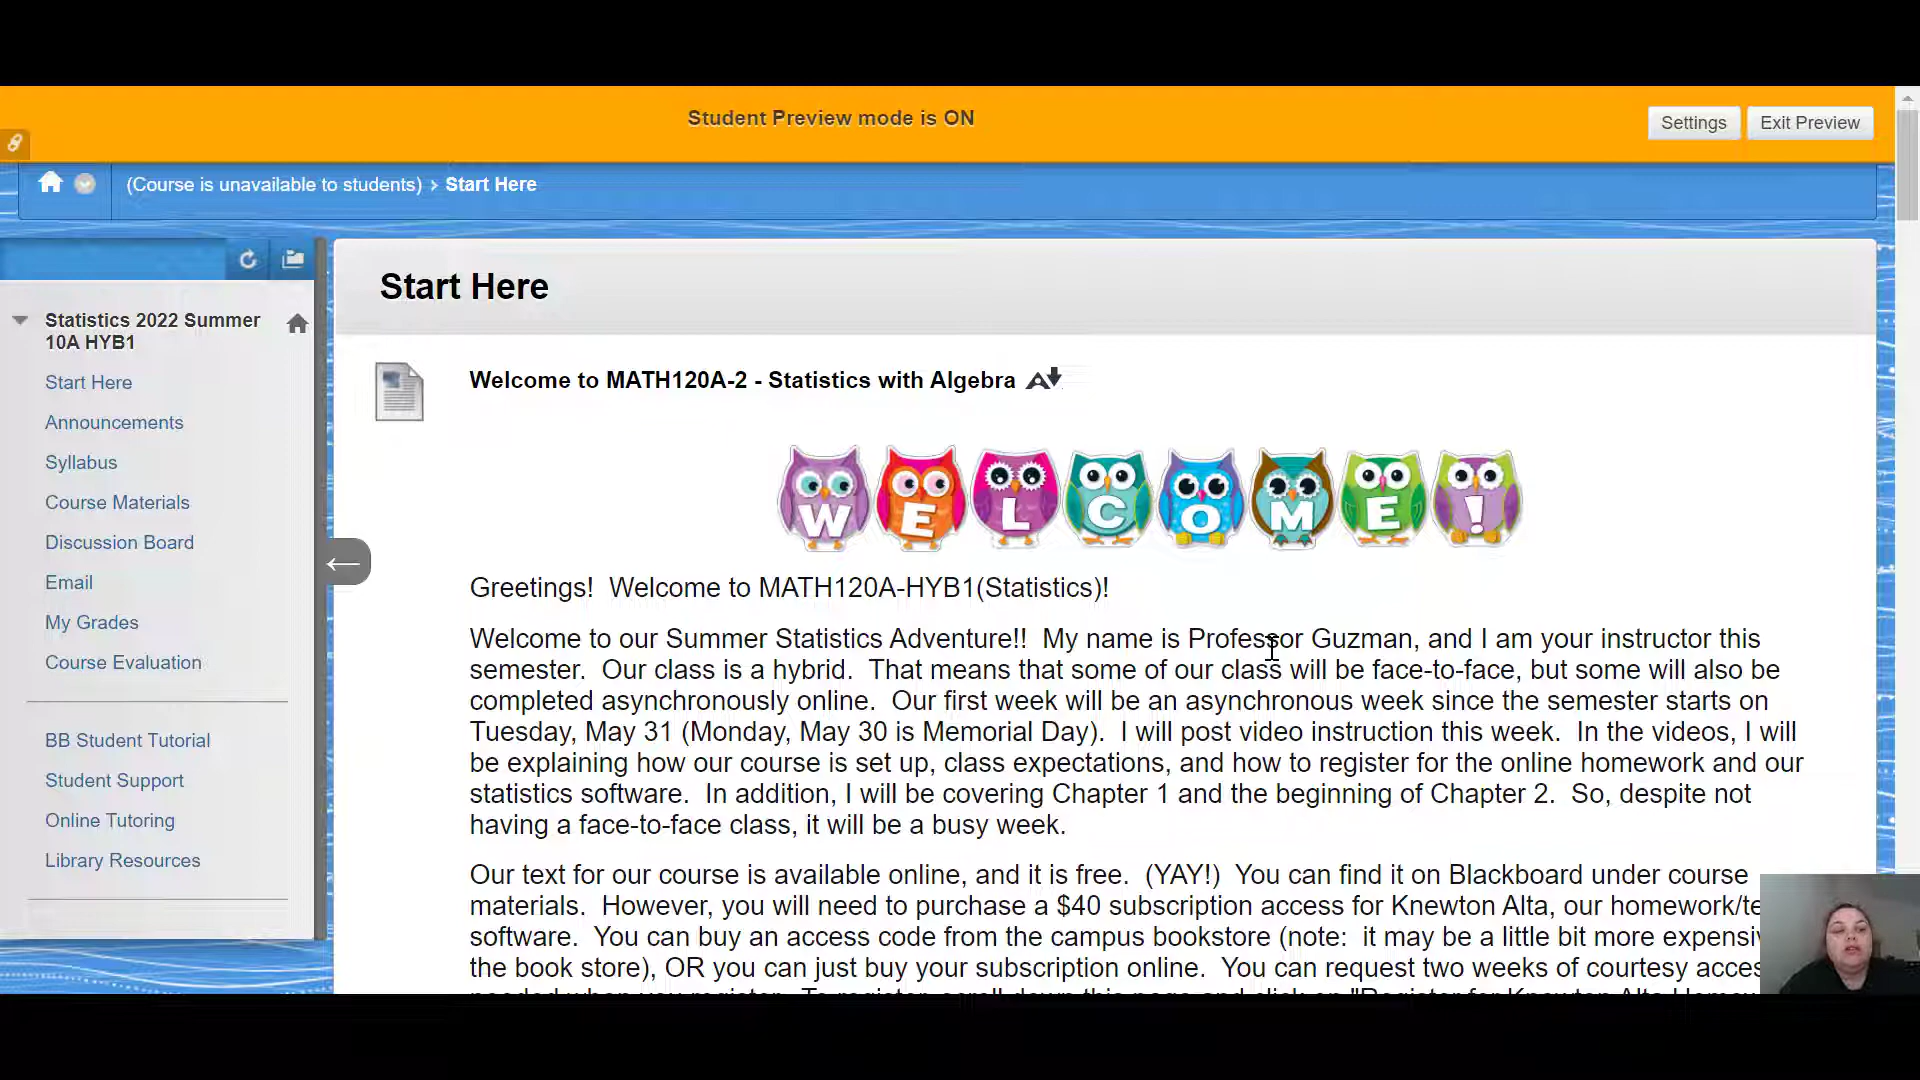 Student Preview mode is ON
Settings
Exit Preview
(Course is unavailable to students) > Start Here
Statistics 2022 Summer
10A HYB1
Start Here
Announcements
Syllabus
Course Materials
Discussion Board
Email
My Grades
Course Evaluation
BB Student Tutorial
Student Support
Online Tutoring
Library Resources
Start Here
Welcome to MATH120A-2 - Statistics with Algebra
WELCOME!
Greetings!  Welcome to MATH120A-HYB1(Statistics)!
Welcome to our Summer Statistics Adventure!!  My name is Professor Guzman, and I am your instructor this
semester.  Our class is a hybrid.  That means that some of our class will be face-to-face, but some will also be
completed asynchronously online.  Our first week will be an asynchronous week since the semester starts on
Tuesday, May 31 (Monday, May 30 is Memorial Day).  I will post video instruction this week.  In the videos, I will
be explaining how our course is set up, class expectations, and how to register for the online homework and our
statistics software.  In addition, I will be covering Chapter 1 and the beginning of Chapter 2.  So, despite not
having a face-to-face class, it will be a busy week.
Our text for our course is available online, and it is free.  (YAY!)  You can find it on Blackboard under course
materials.  However, you will need to purchase a $40 subscription access for Knewton Alta, our homework/te
software.  You can buy an access code from the campus bookstore (note:  it may be a little bit more expensiv
the book store), OR you can just buy your subscription online.  You can request two weeks of courtesy acces